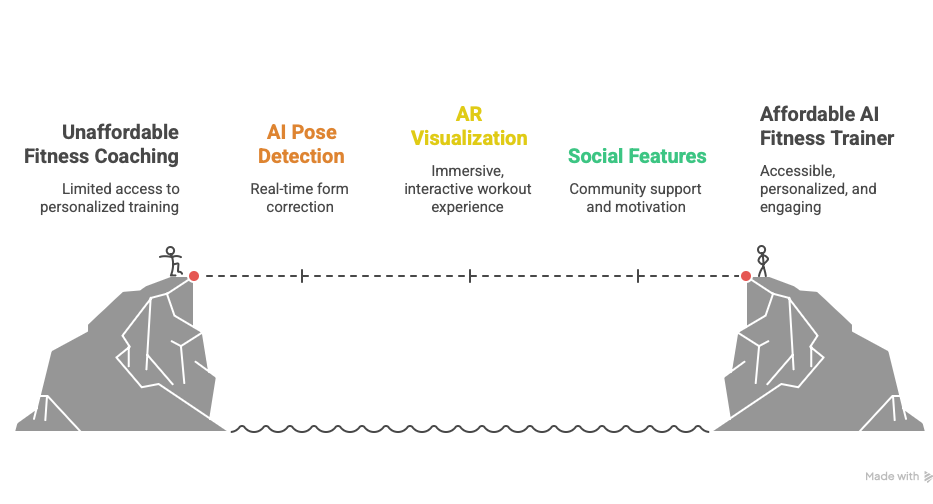 Unaffordable
Fitness Coaching
Limited access to
personalized training
AI Pose
Detection
Real-time form
correction
AR
Visualization
Immersive,
interactive workout
experience
Social Features
Community support
and motivation
Affordable AI
Fitness Trainer
Accessible,
personalized, and
engaging
Made with